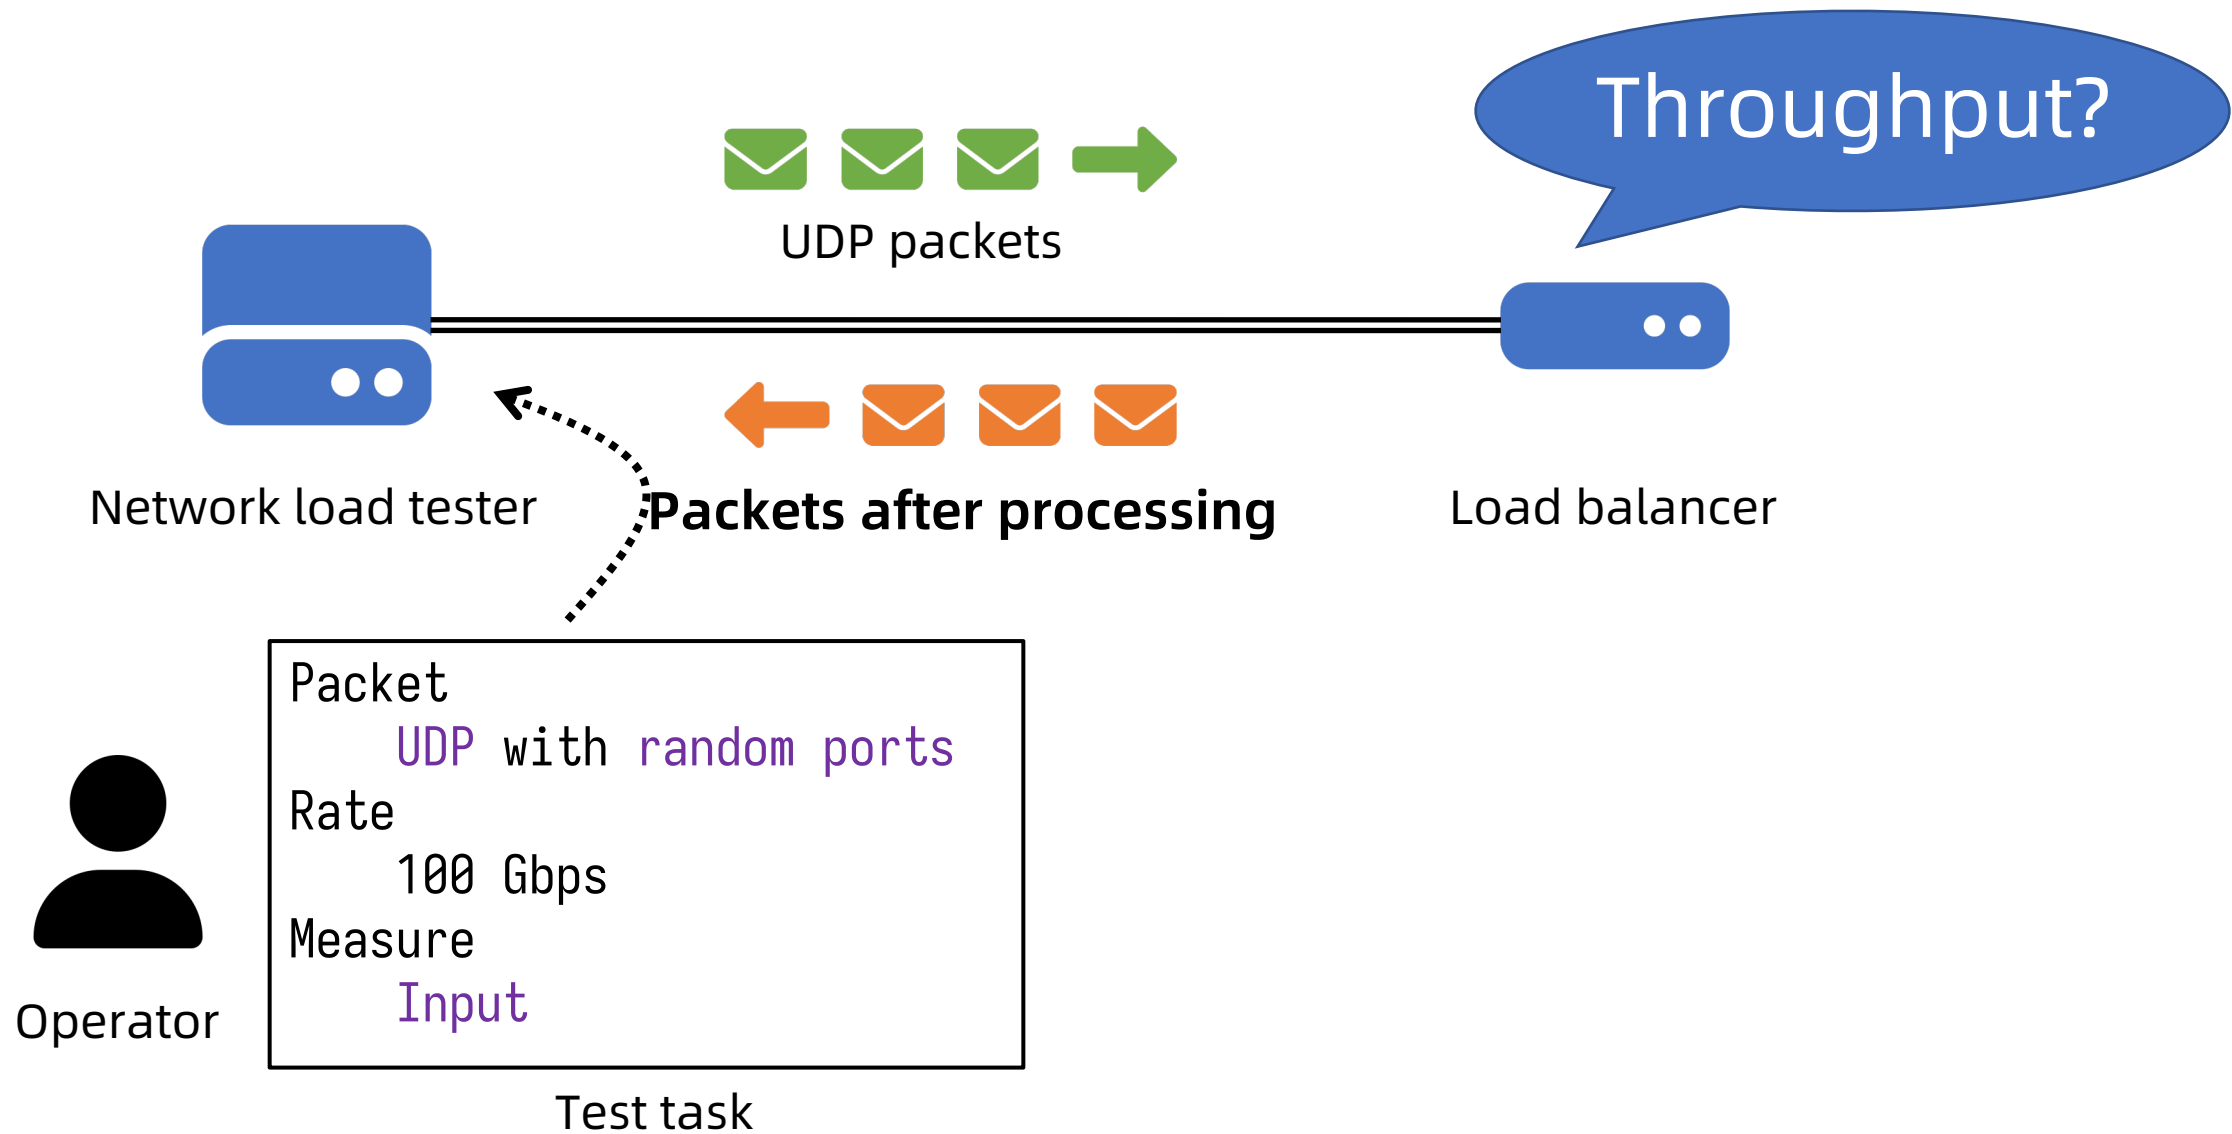 Throughput?
UDP packets
Network load tester
Packets after processing
Load balancer
Packet
UDP with random ports
Rate
100 Gbps
Measure
Input
Operator
Test task